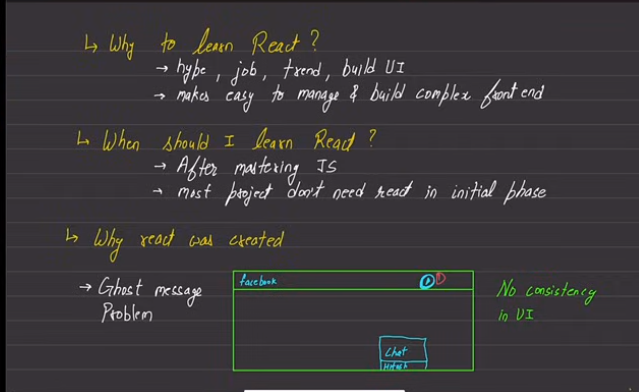 ↳ Why to learn React ?
→ hype, job, trend, build UI
→ makes easy to manage & build complex front end
↳ When should I learn React ?
→ After mastering JS
→ most project don't need react in initial phase
↳ Why react was created
→ Ghost message
Problem
facebook
Chat
Hitesh
No consistency
in UI